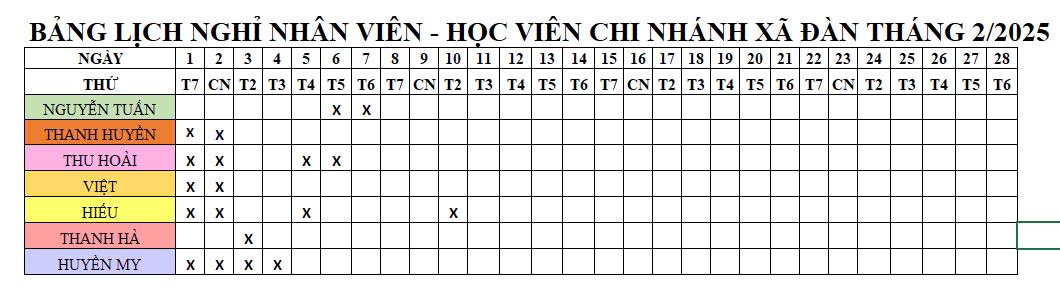 BẢNG LỊCH NGHỈ NHÂN VIÊN - HỌC VIÊN CHI NHÁNH XÃ ĐÀN THÁNG 2/2025
NGÀY 1 2 3 4 5 6 7 8 9 10 11 12 13 14 15 16 17 18 19 20 21 22 23 24 25 26 27 28
THỨ T7 CN T2 T3 T4 T5 T6 T7 CN T2 T3 T4 T5 T6 T7 CN T2 T3 T4 T5 T6 T7 CN T2 T3 T4 T5 T6
NGUYỄN TUẤN X X
THANH HUYỀN X X
THU HOÀI X X X X
VIỆT X X
HIẾU X X X X
THANH HÀ X
HUYỀN MY X X X X